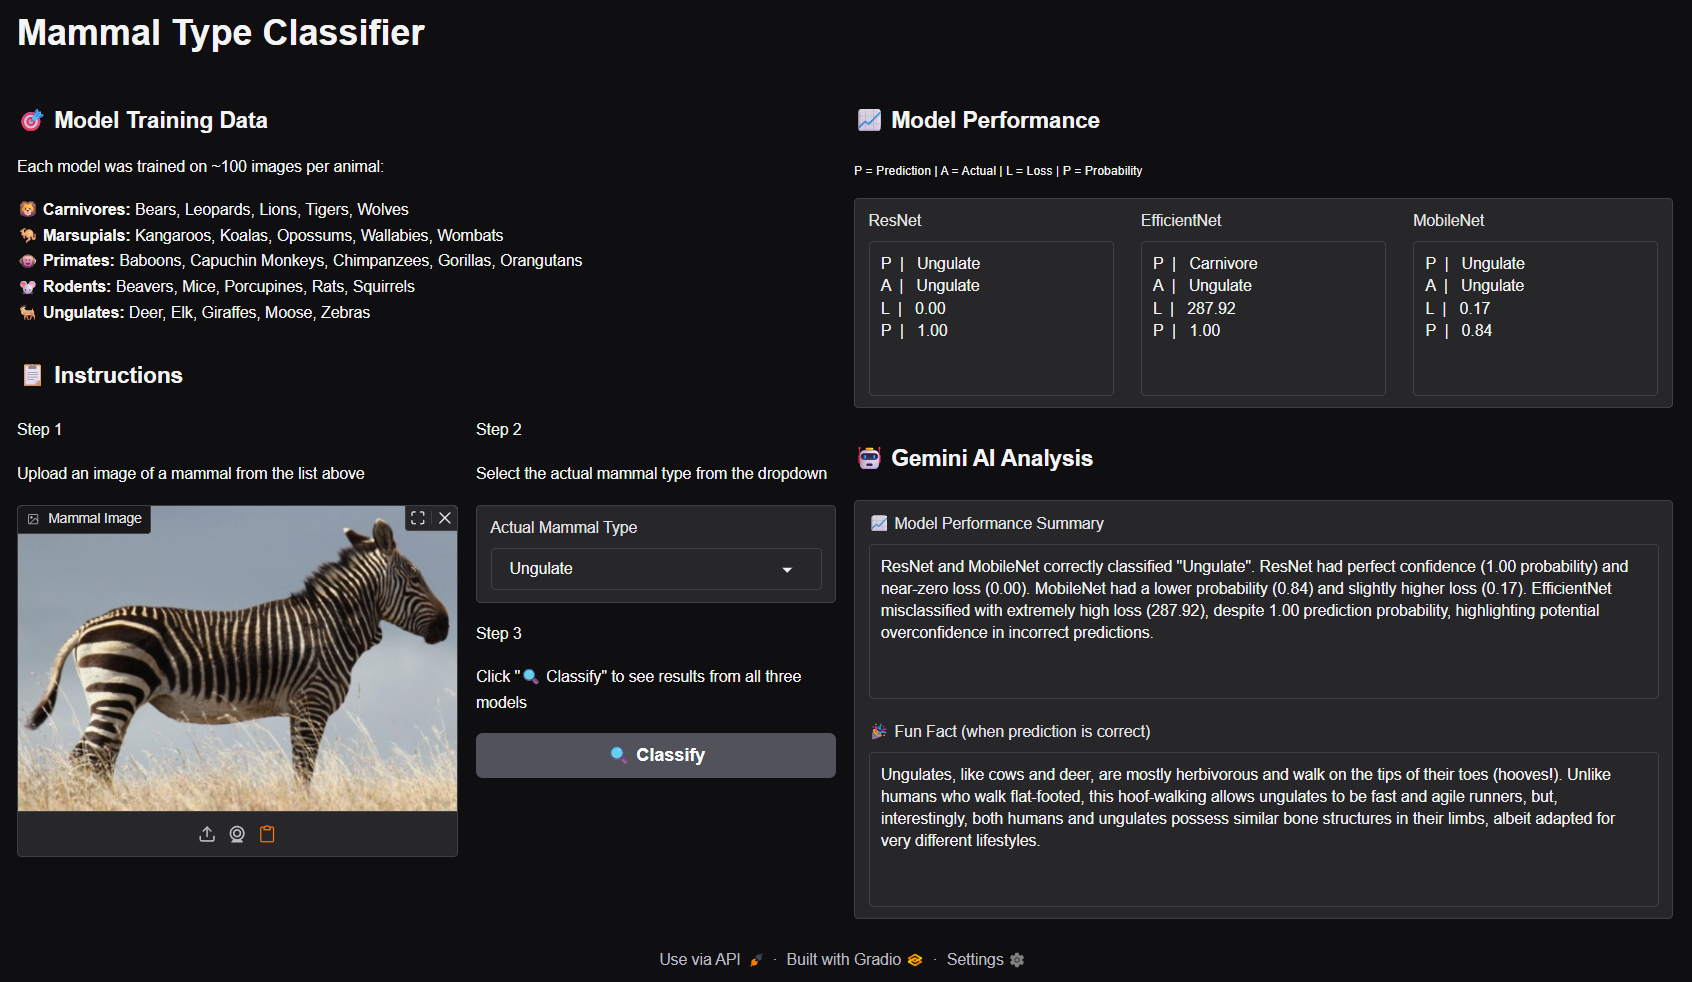 Mammal Type Classifier
🎯 Model Training Data
Each model was trained on ~100 images per animal:
🦁 Carnivores: Bears, Leopards, Lions, Tigers, Wolves
🦘 Marsupials: Kangaroos, Koalas, Opossums, Wallabies, Wombats
🐵 Primates: Baboons, Capuchin Monkeys, Chimpanzees, Gorillas, Orangutans
🐭 Rodents: Beavers, Mice, Porcupines, Rats, Squirrels
🐂 Ungulates: Deer, Elk, Giraffes, Moose, Zebras
📋 Instructions
Step 1
Upload an image of a mammal from the list above
Mammal Image
Step 2
Select the actual mammal type from the dropdown
Actual Mammal Type
Ungulate
Step 3
Click "🔍 Classify" to see results from all three
models
🔍 Classify
📈 Model Performance
P = Prediction | A = Actual | L = Loss | P = Probability
ResNet
P | Ungulate
A | Ungulate
L | 0.00
P | 1.00
EfficientNet
P | Carnivore
A | Ungulate
L | 287.92
P | 1.00
MobileNet
P | Ungulate
A | Ungulate
L | 0.17
P | 0.84
🤖 Gemini AI Analysis
📈 Model Performance Summary
ResNet and MobileNet correctly classified "Ungulate". ResNet had perfect confidence (1.00 probability) and
near-zero loss (0.00). MobileNet had a lower probability (0.84) and slightly higher loss (0.17). EfficientNet
misclassified with extremely high loss (287.92), despite 1.00 prediction probability, highlighting potential
overconfidence in incorrect predictions.
🎉 Fun Fact (when prediction is correct)
Ungulates, like cows and deer, are mostly herbivorous and walk on the tips of their toes (hooves!). Unlike
humans who walk flat-footed, this hoof-walking allows ungulates to be fast and agile runners, but,
interestingly, both humans and ungulates possess similar bone structures in their limbs, albeit adapted for
very different lifestyles.
Use via API 🚀 · Built with Gradio · Settings ⚙️